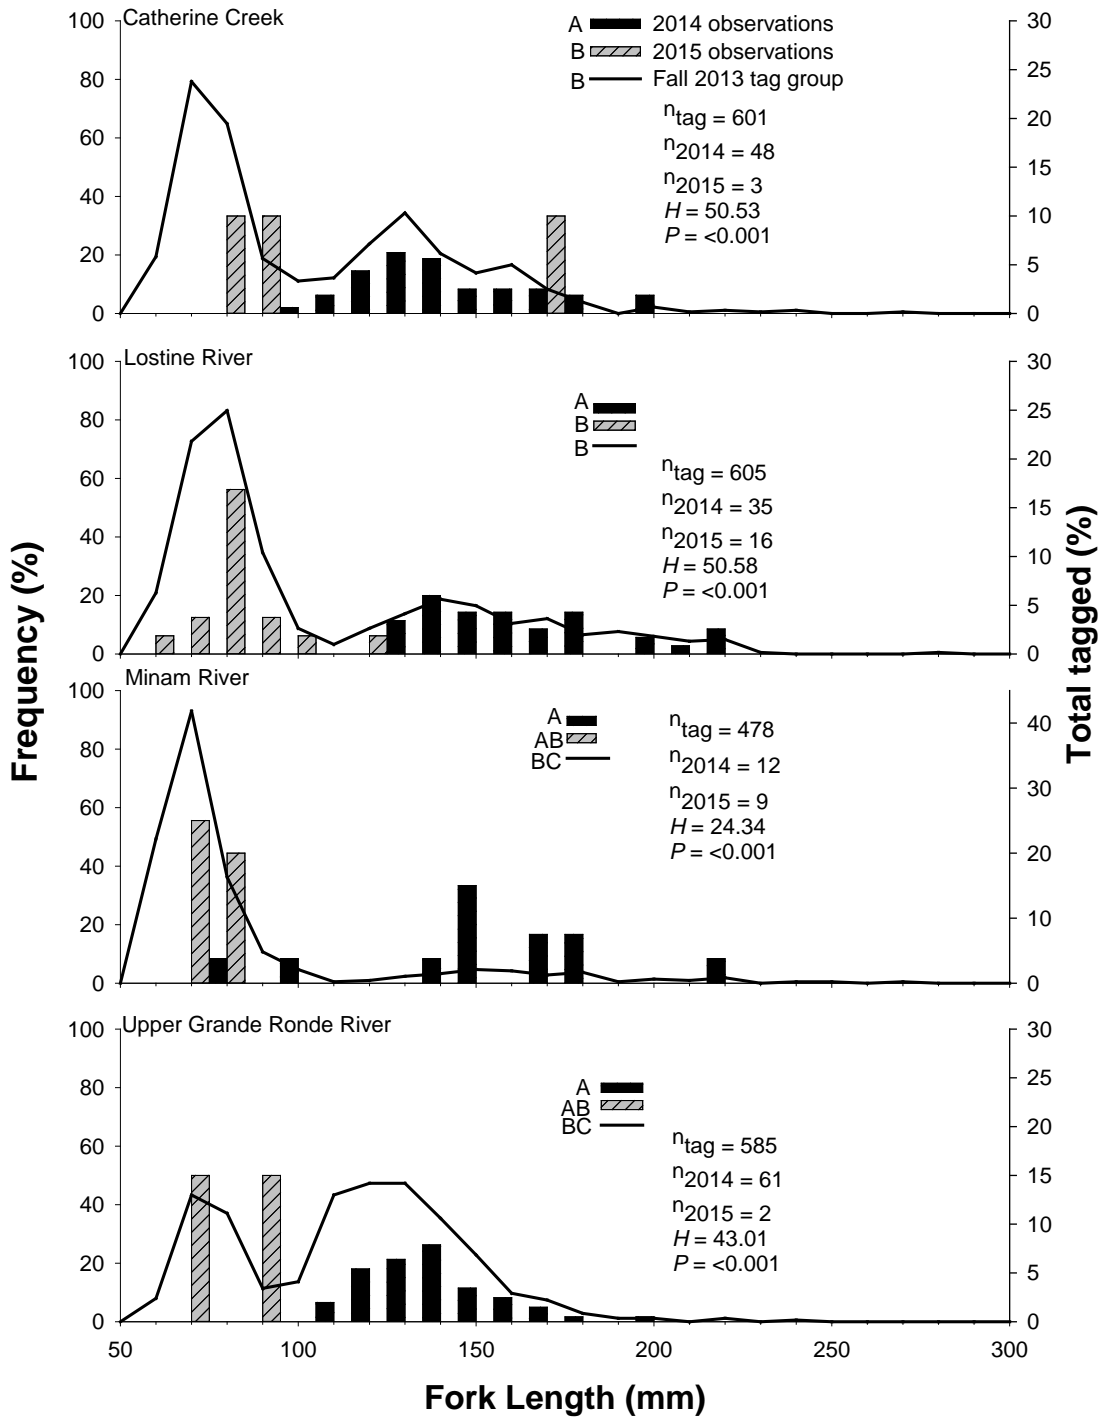 Catherine Creek
A 2014 observations
B 2015 observations
B Fall 2013 tag group
ntag = 601
n2014 = 48
n2015 = 3
H = 50.53
P = <0.001
100
80
60
40
20
0
30
25
20
15
10
5
0
Lostine River
A
B
B
ntag = 605
n2014 = 35
n2015 = 16
H = 50.58
P = <0.001
100
80
60
40
20
0
30
25
20
15
10
5
0
Frequency (%)
Total tagged (%)
Minam River
A
AB
BC
ntag = 478
n2014 = 12
n2015 = 9
H = 24.34
P = <0.001
100
80
60
40
20
0
40
30
20
10
0
Upper Grande Ronde River
A
AB
BC
ntag = 585
n2014 = 61
n2015 = 2
H = 43.01
P = <0.001
100
80
60
40
20
0
30
25
20
15
10
5
0
50 100 150 200 250 300
Fork Length (mm)